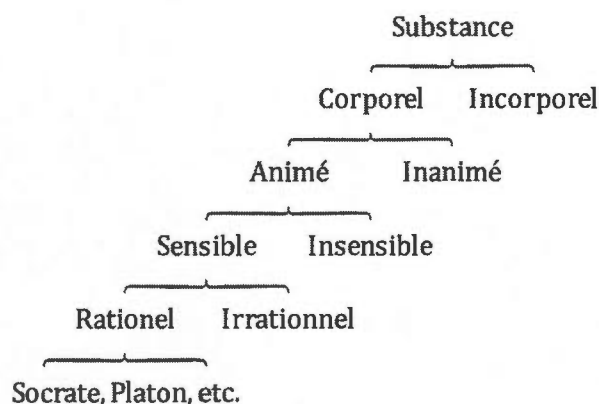 Substance
Corporel Incorporel
Animé Inanimé
Sensible Insensible
Rationel Irrationnel
Socrate, Platon, etc.